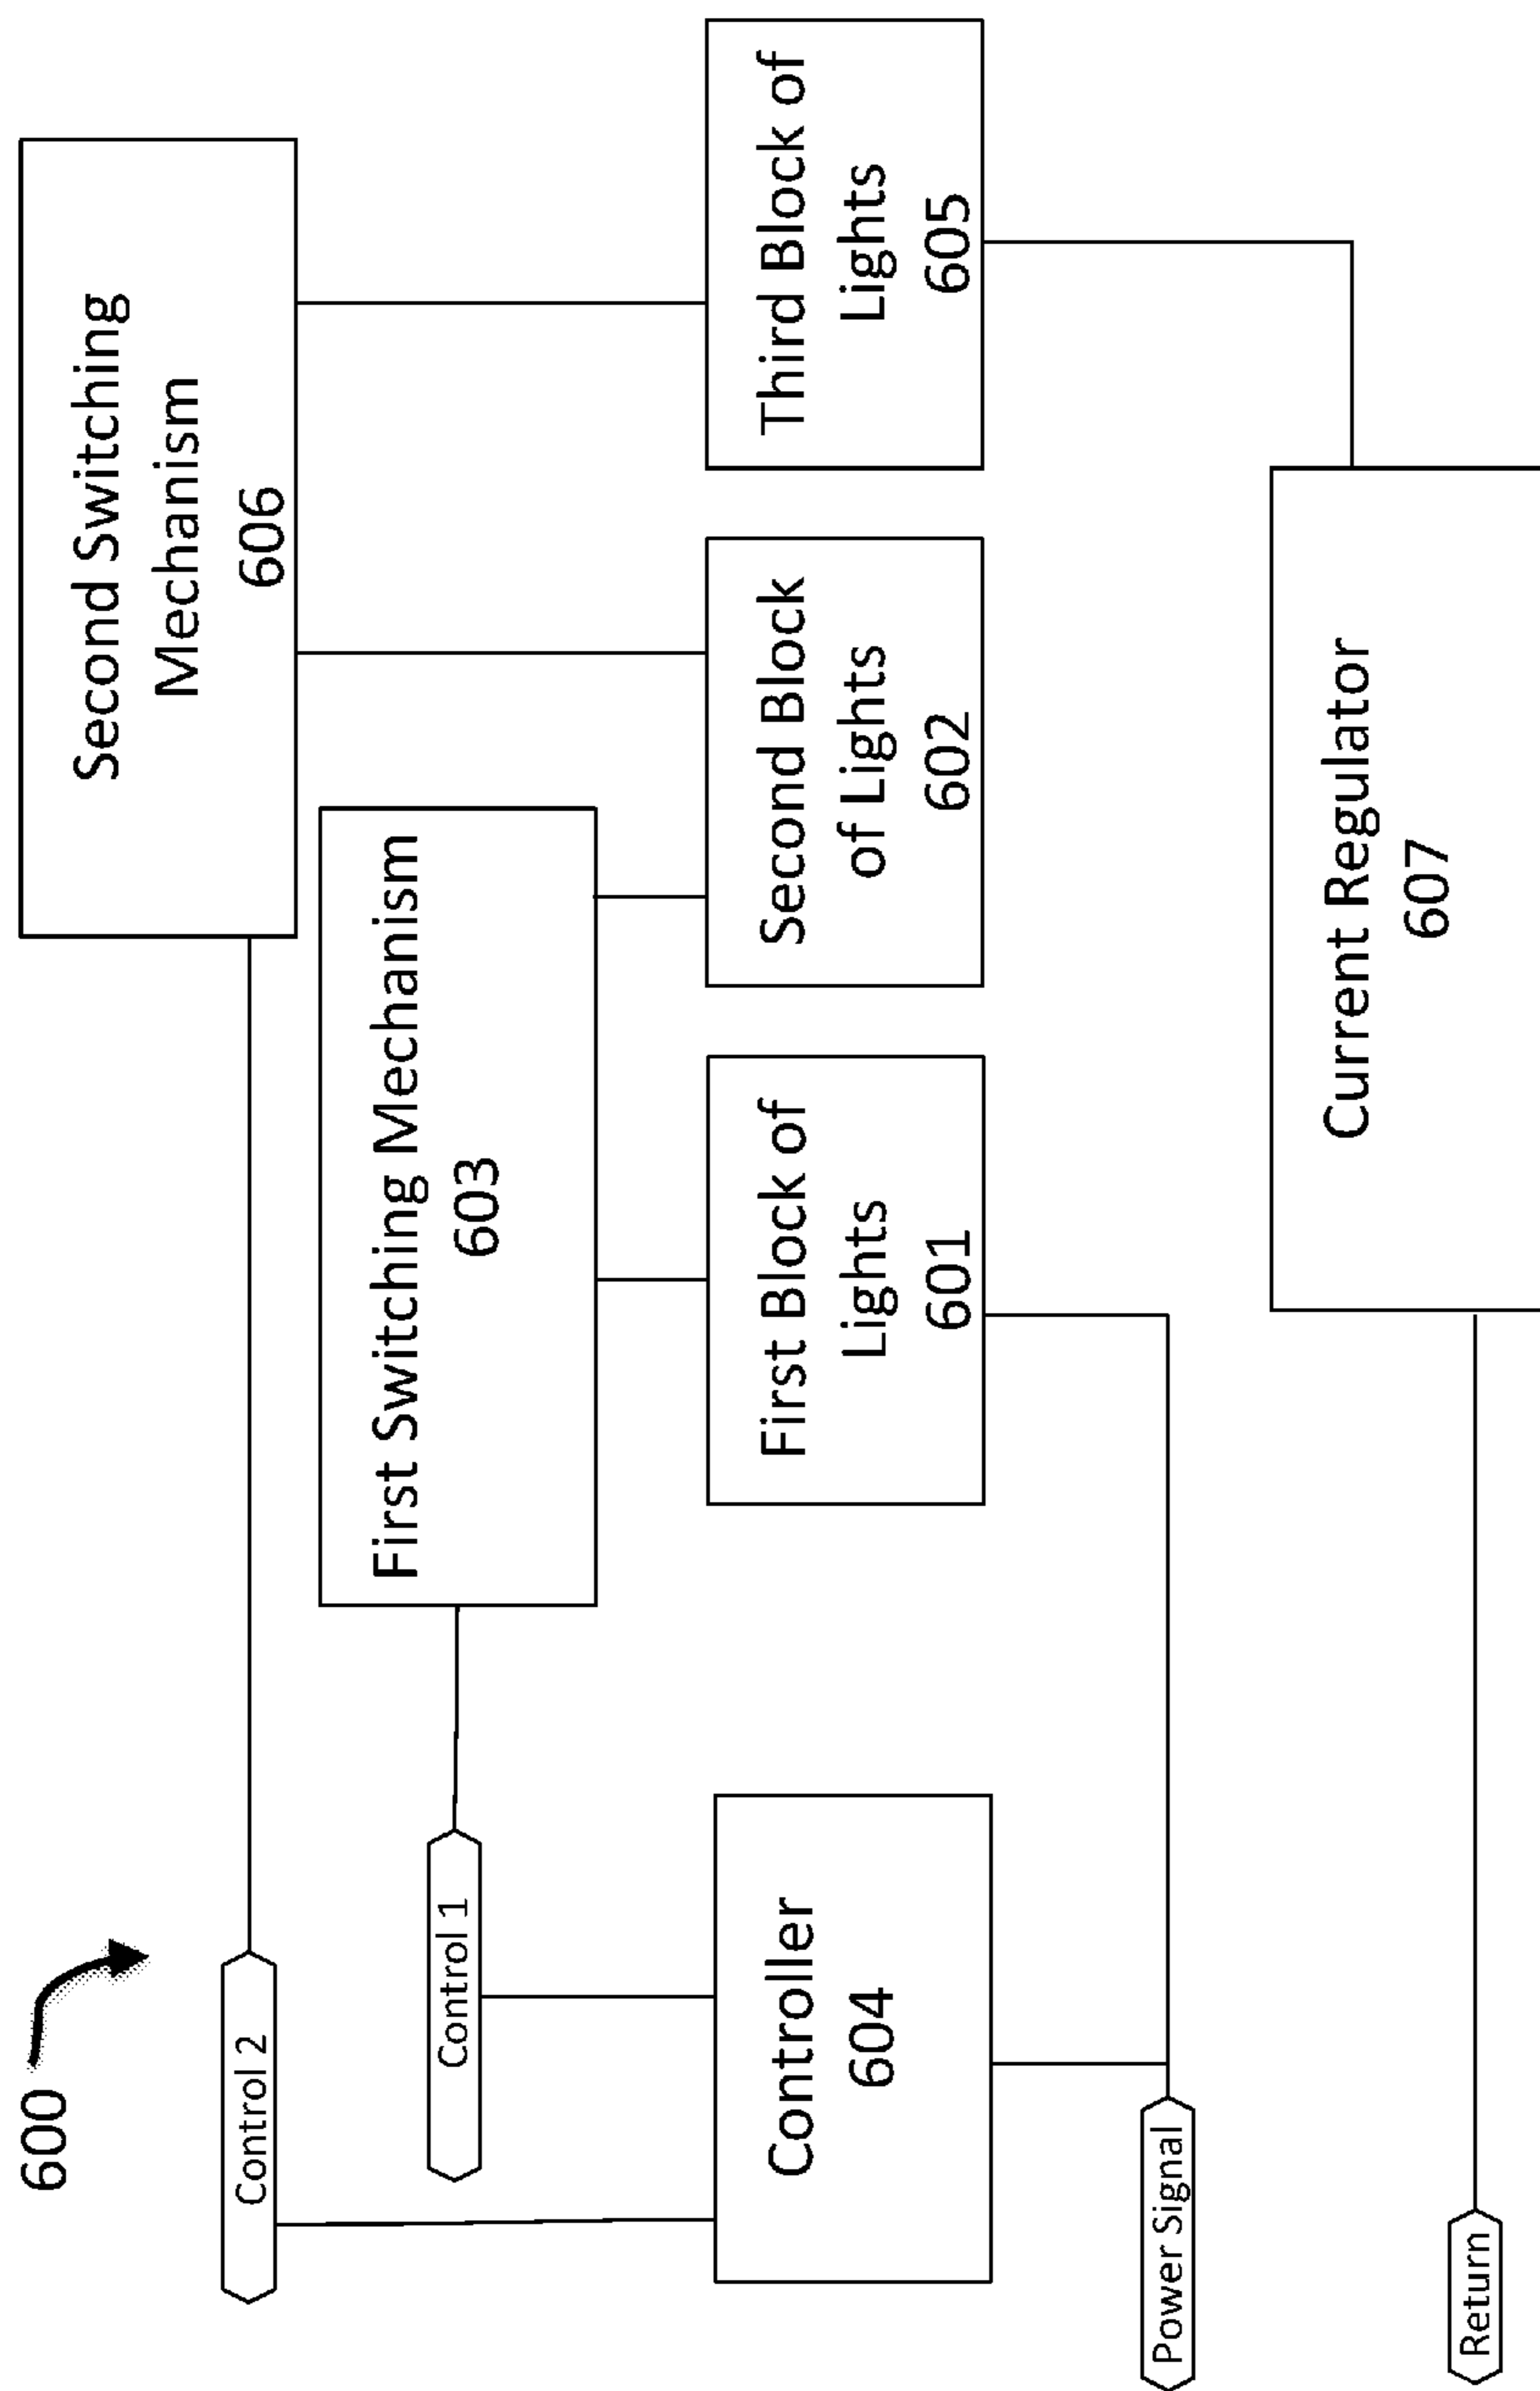 600
Control 2
Second Switching
Mechanism
606
Control 1
First Switching Mechanism
603
Controller
604
First Block of
Lights
601
Second Block
of Lights
602
Third Block of
Lights
605
Power Signal
Current Regulator
607
Return